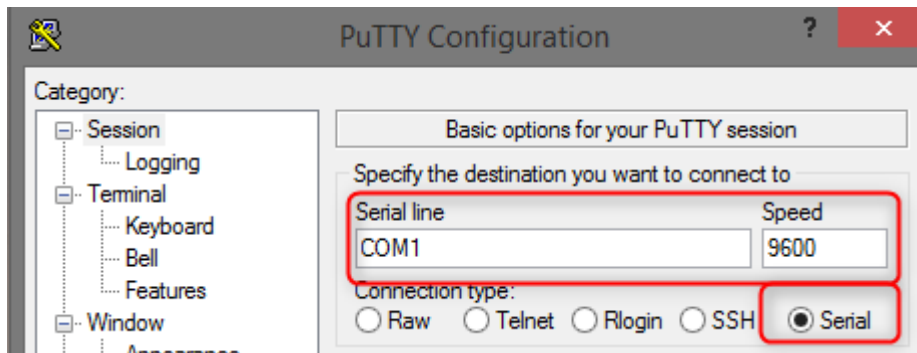 PuTTY Configuration ? ×
Category:
Session
Logging
Terminal
Keyboard
Bell
Features
Window
Appearance
Basic options for your PuTTY session
Specify the destination you want to connect to
Serial line Speed
COM1 9600
Connection type:
Raw Telnet Rlogin SSH Serial